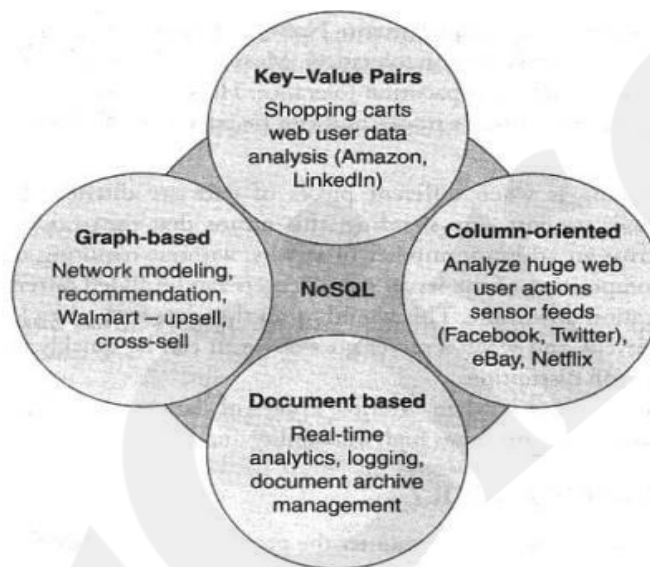 Key–Value Pairs
Shopping carts
web user data
analysis (Amazon,
LinkedIn)
Graph-based
Network modeling,
recommendation,
Walmart – upsell,
cross-sell
NoSQL
Column-oriented
Analyze huge web
user actions
sensor feeds
(Facebook, Twitter),
eBay, Netflix
Document based
Real-time
analytics, logging,
document archive
management